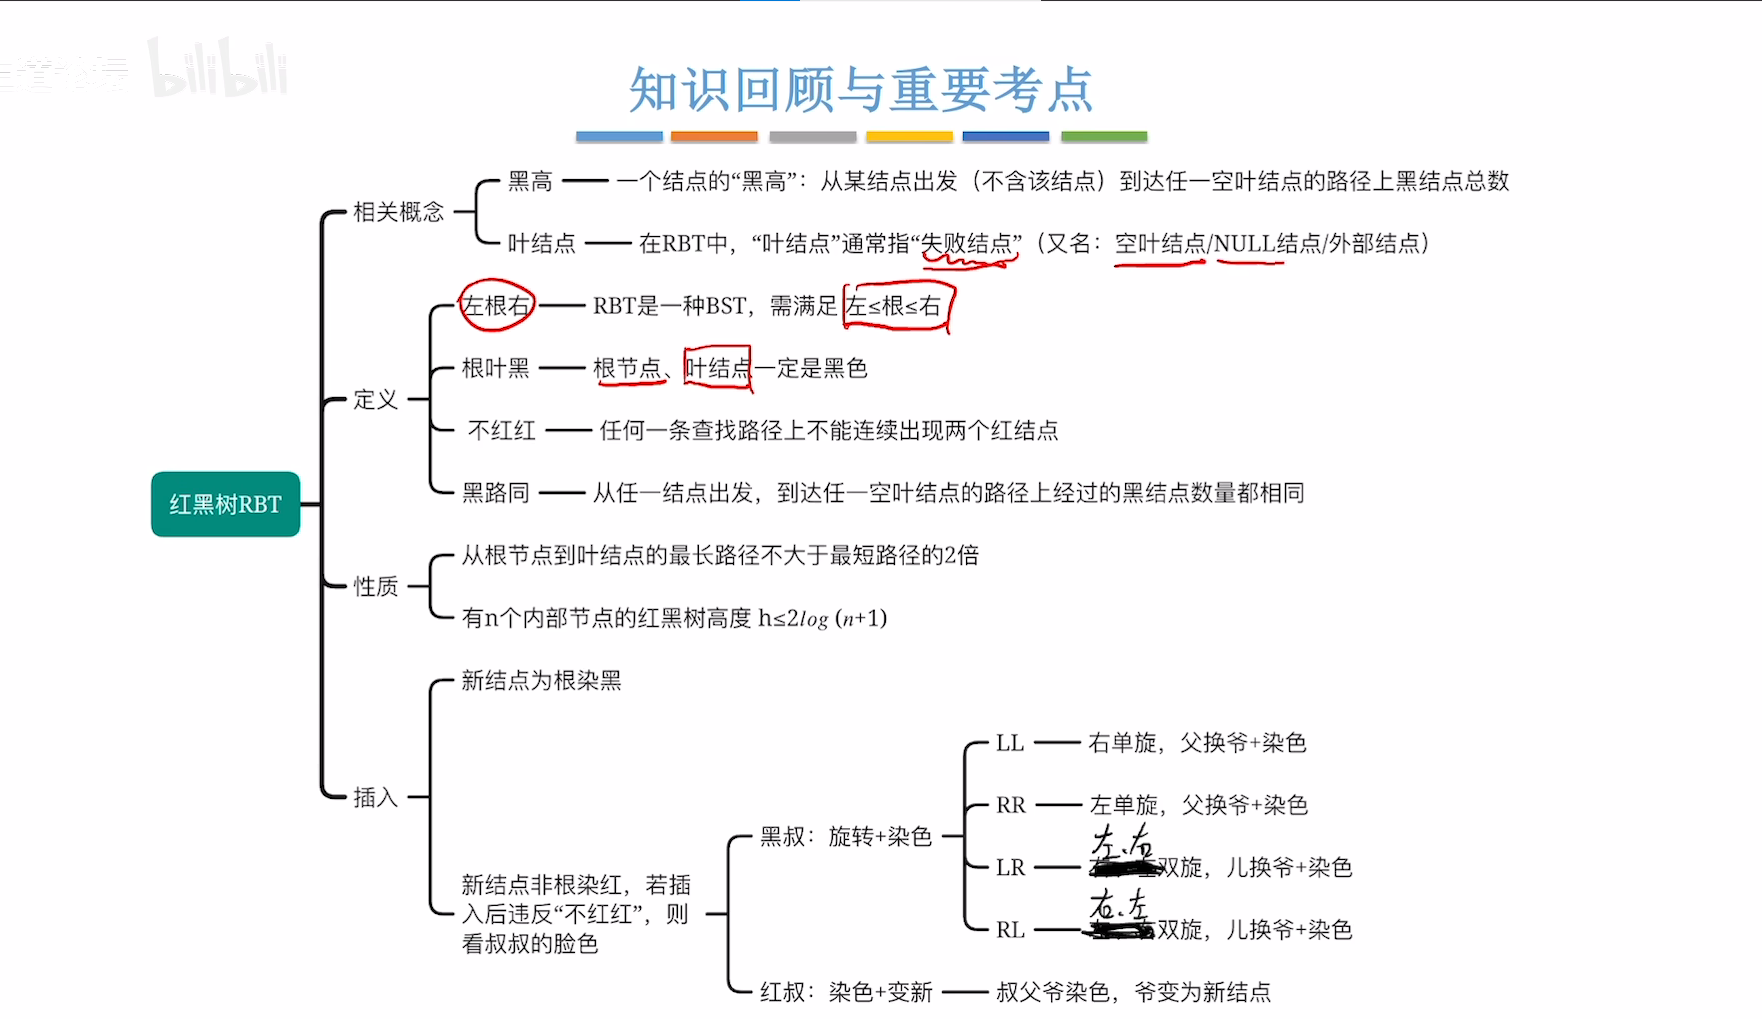 bilibili
知识回顾与重要考点
红黑树RBT
相关概念
黑高 一个结点的“黑高”：从某结点出发（不含该结点）到达任一空叶结点的路径上黑结点总数
叶结点 在RBT中，“叶结点”通常指“失败结点”（又名：空叶结点/NULL结点/外部结点）
定义
左根右 RBT是一种BST，需满足 左≤根≤右
根叶黑 根节点、叶结点一定是黑色
不红红 任何一条查找路径上不能连续出现两个红结点
黑路同 从任一结点出发，到达任一空叶结点的路径上经过的黑结点数量都相同
性质
从根节点到叶结点的最长路径不大于最短路径的2倍
有n个内部节点的红黑树高度 h≤2log (n+1)
插入
新结点为根染黑
新结点非根染红，若插
入后违反“不红红”，则
看叔叔的脸色
黑叔：旋转+染色
LL 右单旋，父换爷+染色
RR 左单旋，父换爷+染色
左、右
LR 双旋，儿换爷+染色
右、左
RL 双旋，儿换爷+染色
红叔：染色+变新 叔父爷染色，爷变为新结点